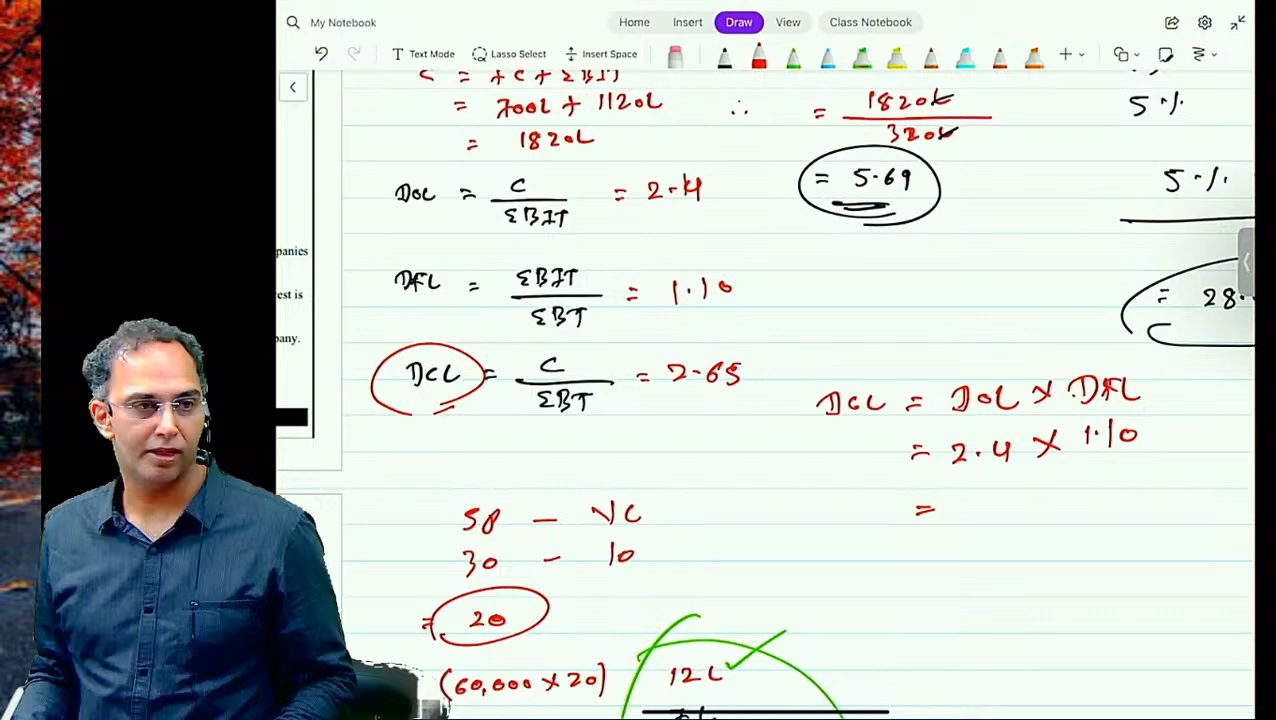 My Notebook
Home Insert Draw View Class Notebook
Text Mode Lasso Select Insert Space
C = FC + EBIT
= 700L + 1120L
= 1820L
∴ = 1820L / 320L
= 5.69
5%
5%
= 28.
DOL = C / EBIT = 2.4
DFL = EBIT / EBT = 1.10
DCL = C / EBT = 2.65
DCL = DOL × DFL
= 2.4 × 1.10
=
SP – VC
30 – 10
= 20
(60,000 × 20) 12L
panies
est is
pany.